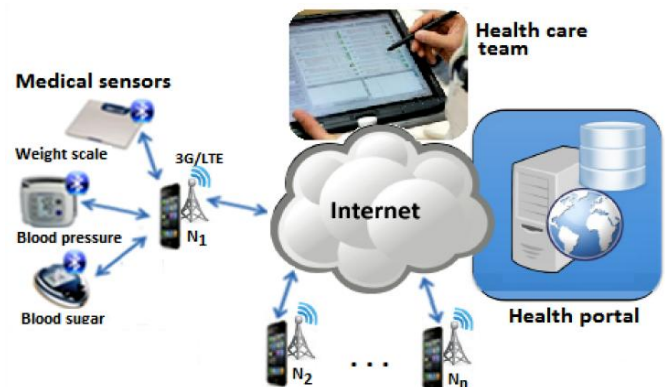 Health care
team
Medical sensors
Weight scale
3G/LTE
Blood pressure
N1
Internet
Blood sugar
Health portal
N2
...
Nn